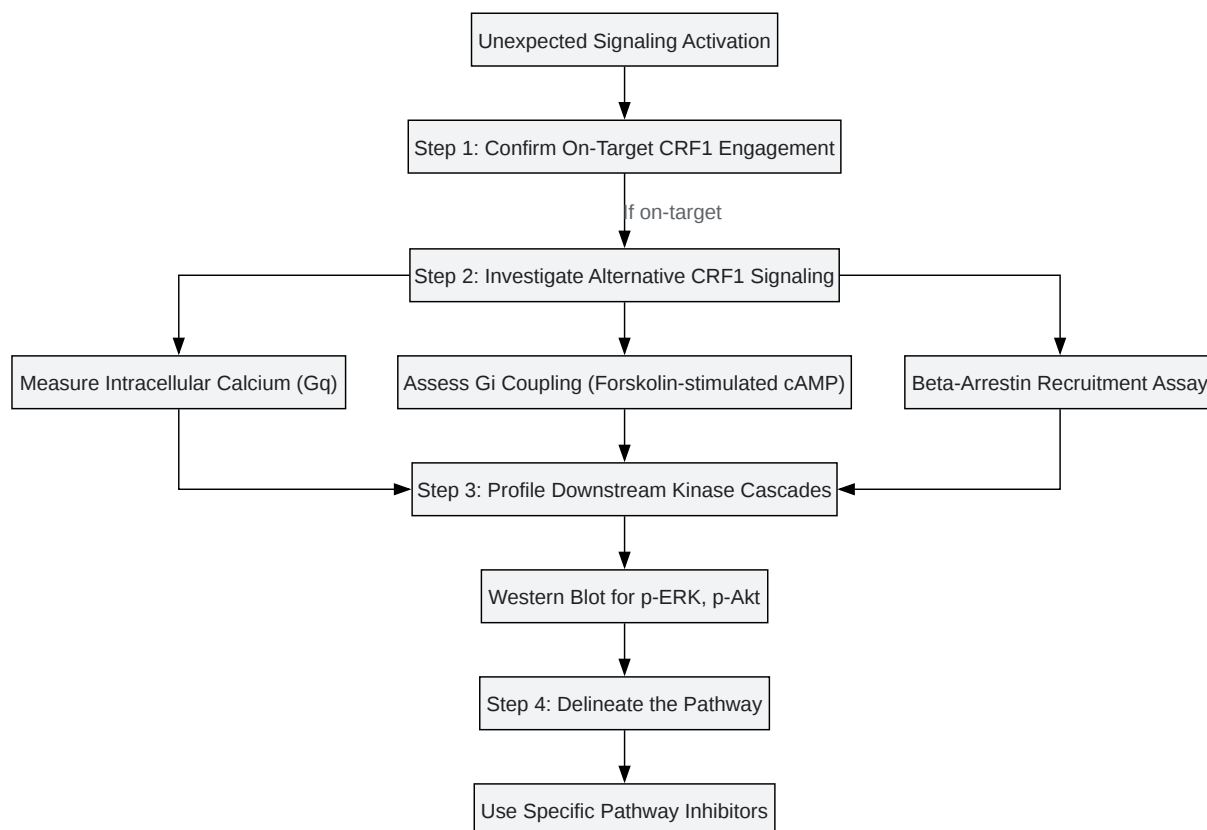 Unexpected Signaling Activation
Step 1: Confirm On-Target CRF1 Engagement
If on-target
Step 2: Investigate Alternative CRF1 Signaling
Measure Intracellular Calcium (Gq)
Assess Gi Coupling (Forskolin-stimulated cAMP)
Beta-Arrestin Recruitment Assay
Step 3: Profile Downstream Kinase Cascades
Western Blot for p-ERK, p-Akt
Step 4: Delineate the Pathway
Use Specific Pathway Inhibitors